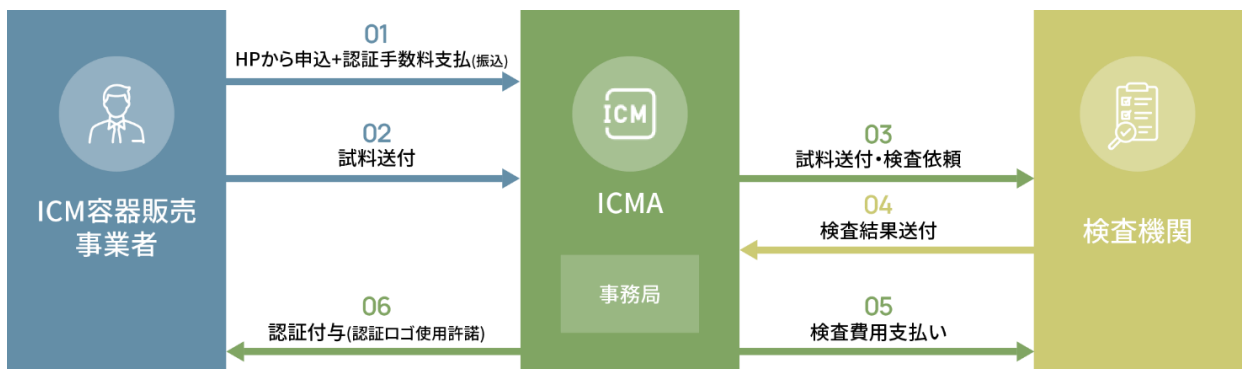 01
HPから申込+認証手数料支払(振込)
02
試料送付
ICM容器販売
事業者
ICM
ICMA
事務局
03
試料送付・検査依頼
04
検査結果送付
検査機関
05
検査費用支払い
06
認証付与(認証ロゴ使用許諾)